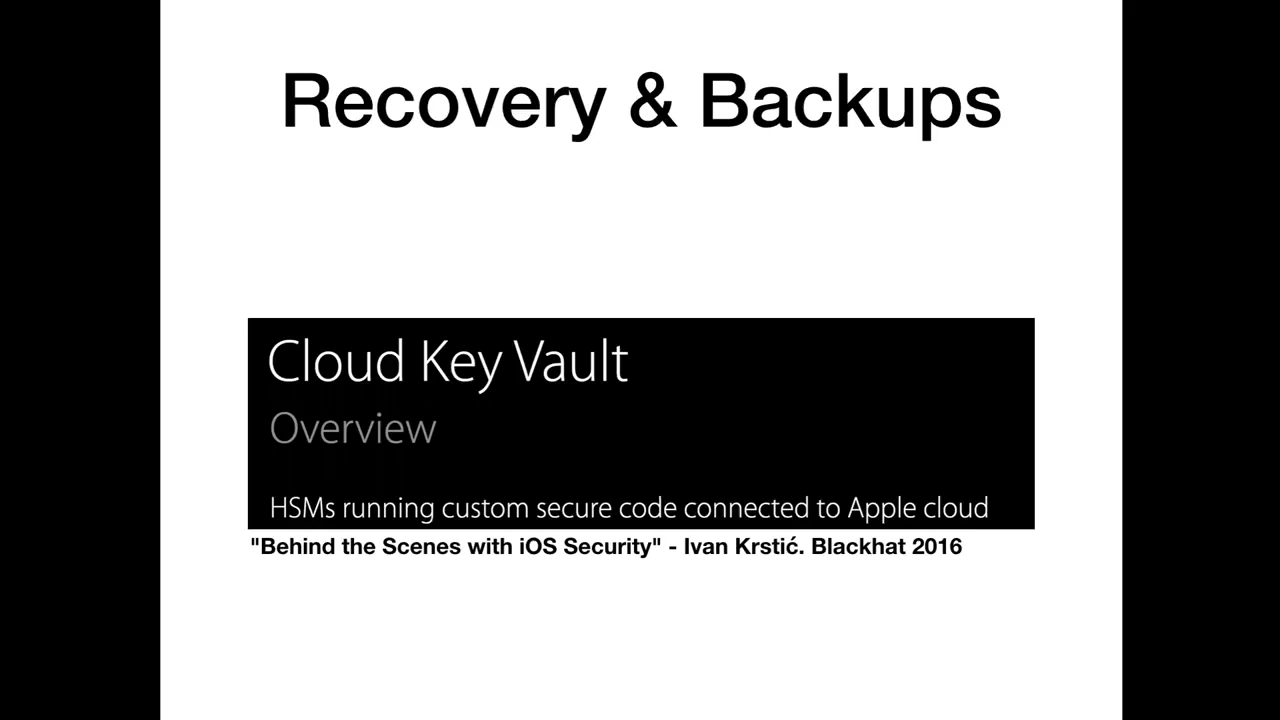 Recovery & Backups
Cloud Key Vault
Overview
HSMs running custom secure code connected to Apple cloud
"Behind the Scenes with iOS Security" - Ivan Krstić. Blackhat 2016